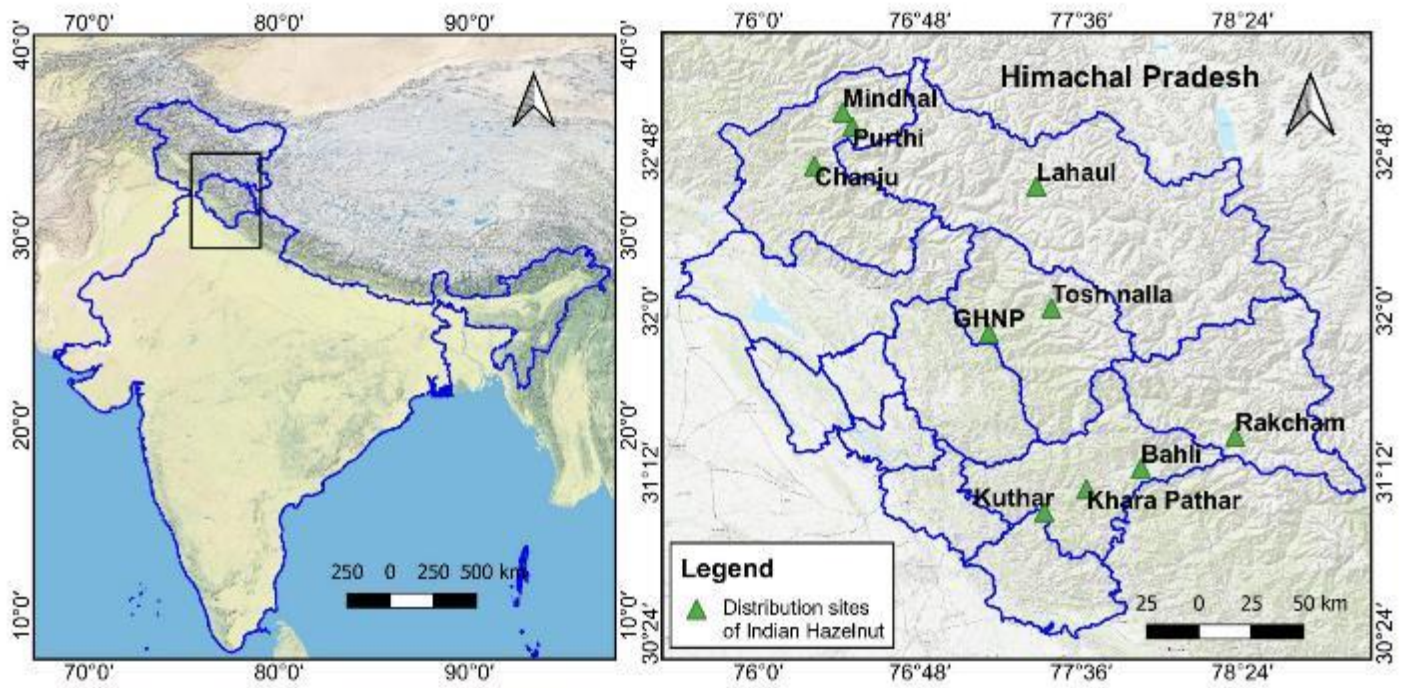 70°0′ 80°0′ 90°0′
40°0′ 40°0′
30°0′ 30°0′
20°0′ 20°0′
10°0′ 10°0′
250 0 250 500 km
70°0′ 80°0′ 90°0′
76°0′ 76°48′ 77°36′ 78°24′
Himachal Pradesh
Mindhal
32°48′ 32°48′
Purthi
Chanju
Lahaul
Tosh nalla
32°0′ 32°0′
GHNP
Rakcham
Bahli
31°12′ 31°12′
Kuthar
Khara Pathar
Legend
Distribution sites
of Indian Hazelnut
25 0 25 50 km
30°24′ 30°24′
76°0′ 76°48′ 77°36′ 78°24′